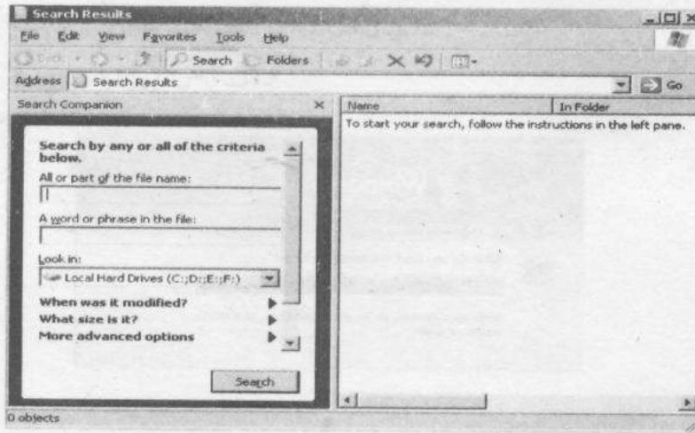 Search Results
File Edit View Favorites Tools Help
Back Search Folders
Address Search Results Go
Search Companion
Name In Folder
To start your search, follow the instructions in the left pane.
Search by any or all of the criteria
below.
All or part of the file name:
A word or phrase in the file:
Look in:
Local Hard Drives (C:;D:;E:;F:)
When was it modified?
What size is it?
More advanced options
Search
0 objects